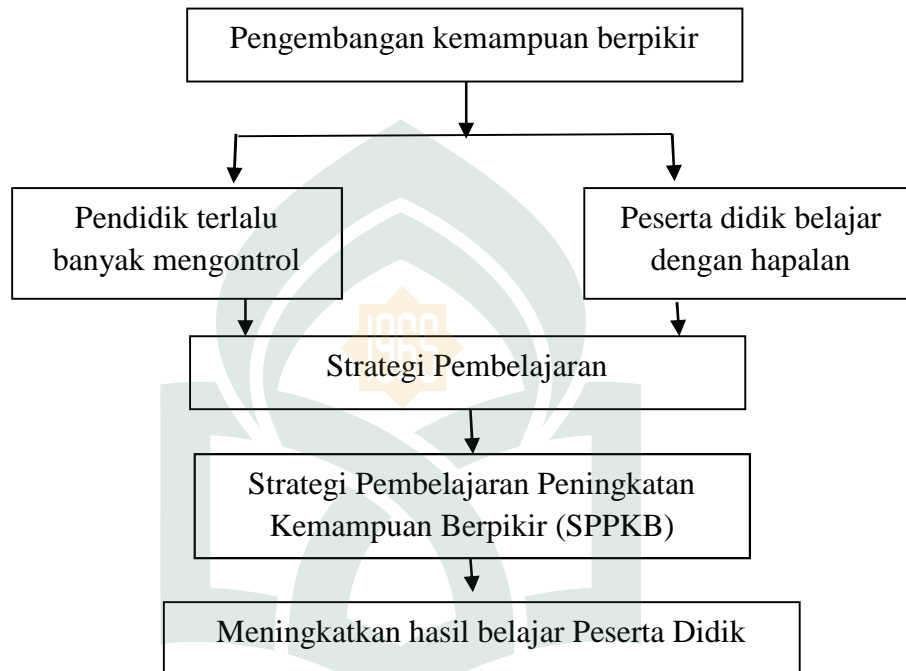 Pengembangan kemampuan berpikir
Pendidik terlalu
banyak mengontrol
Peserta didik belajar
dengan hapalan
1965
Strategi Pembelajaran
Strategi Pembelajaran Peningkatan
Kemampuan Berpikir (SPPKB)
Meningkatkan hasil belajar Peserta Didik